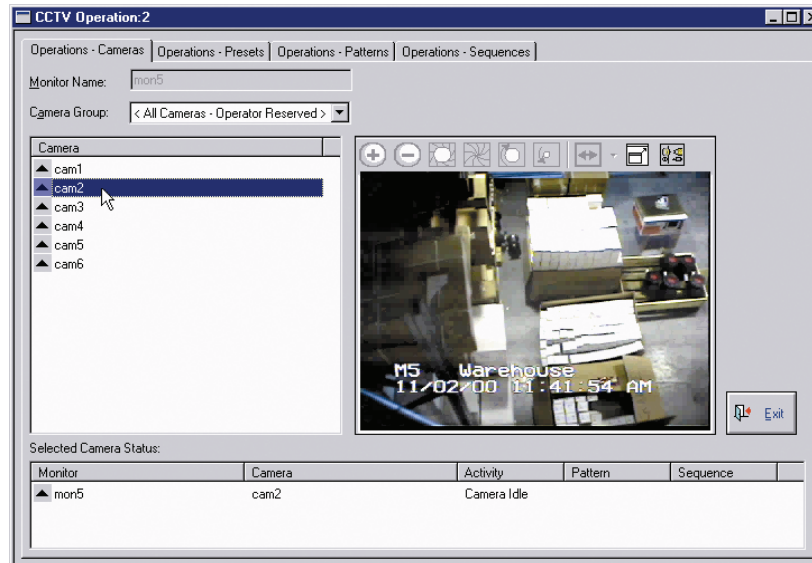 CCTV Operation:2
Operations - Cameras Operations - Presets Operations - Patterns Operations - Sequences
Monitor Name: mon5
Camera Group: < All Cameras - Operator Reserved >
Camera
cam1
cam2
cam3
cam4
cam5
cam6
M5 Warehouse
11/02/00 11:41:54 AM
Exit
Selected Camera Status:
Monitor Camera Activity Pattern Sequence
mon5 cam2 Camera Idle